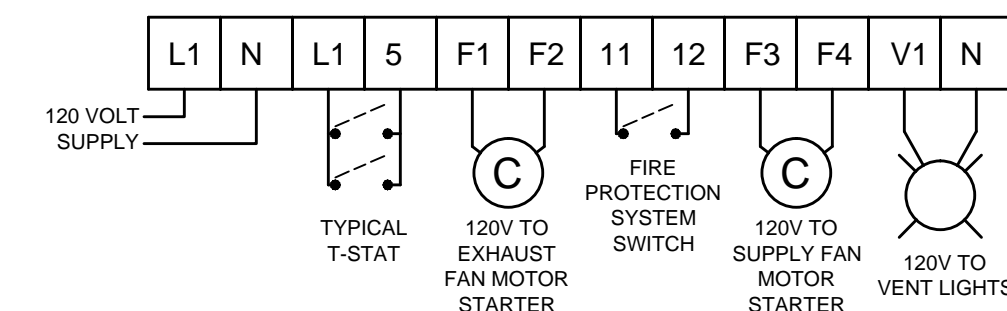 L1 N L1 5 F1 F2 11 12 F3 F4 V1 N
120 VOLT
SUPPLY
TYPICAL
T-STAT
C
120V TO
EXHAUST
FAN MOTOR
STARTER
FIRE
PROTECTION
SYSTEM
SWITCH
C
120V TO
SUPPLY FAN
MOTOR
STARTER
120V TO
VENT LIGHTS